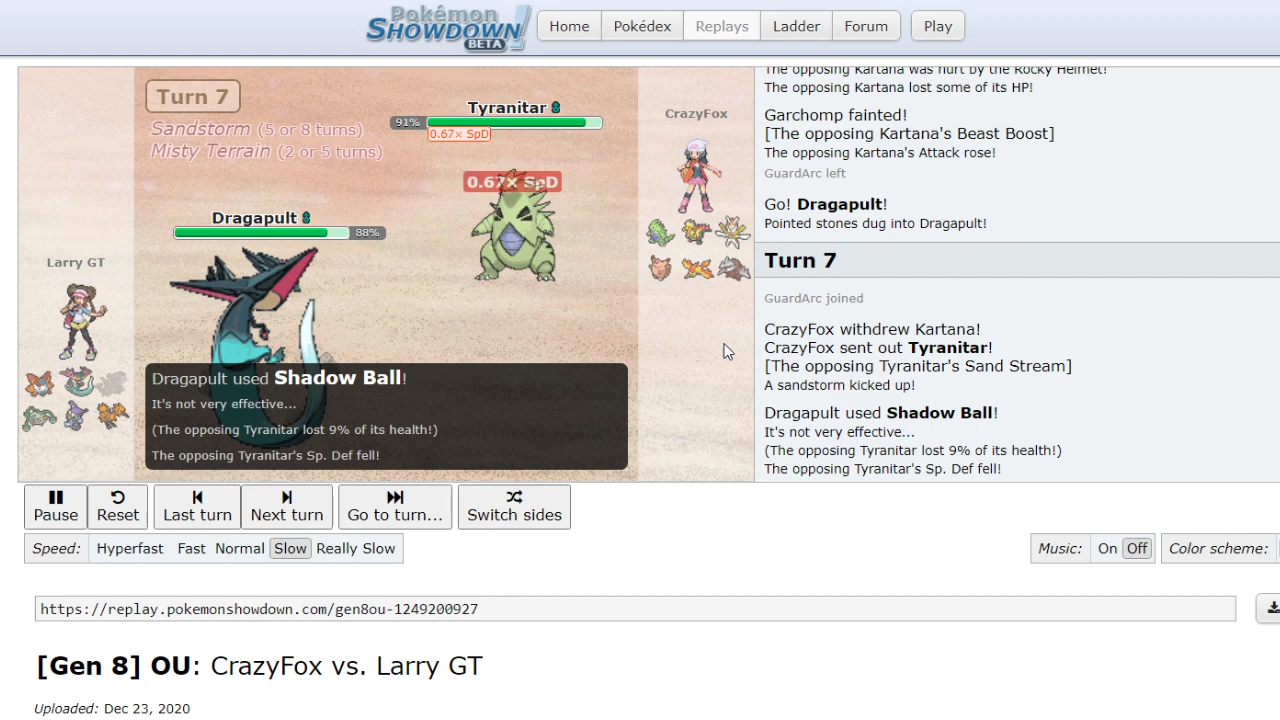 Pokémon
SHOWDOWN!
BETA
Home
Pokédex
Replays
Ladder
Forum
Play
Turn 7
Sandstorm (5 or 8 turns)
Misty Terrain (2 or 5 turns)
Tyranitar
91%
0.67× SpD
0.67× SpD
Dragapult
88%
Larry GT
CrazyFox
Dragapult used Shadow Ball!
It's not very effective...
(The opposing Tyranitar lost 9% of its health!)
The opposing Tyranitar's Sp. Def fell!
The opposing Kartana was hurt by the Rocky Helmet!
The opposing Kartana lost some of its HP!
Garchomp fainted!
[The opposing Kartana's Beast Boost]
The opposing Kartana's Attack rose!
GuardArc left
Go! Dragapult!
Pointed stones dug into Dragapult!
Turn 7
GuardArc joined
CrazyFox withdrew Kartana!
CrazyFox sent out Tyranitar!
[The opposing Tyranitar's Sand Stream]
A sandstorm kicked up!
Dragapult used Shadow Ball!
It's not very effective...
(The opposing Tyranitar lost 9% of its health!)
The opposing Tyranitar's Sp. Def fell!
Pause
Reset
Last turn
Next turn
Go to turn...
Switch sides
Speed: Hyperfast Fast Normal Slow Really Slow
Music: On Off
Color scheme:
https://replay.pokemonshowdown.com/gen8ou-1249200927
[Gen 8] OU: CrazyFox vs. Larry GT
Uploaded: Dec 23, 2020